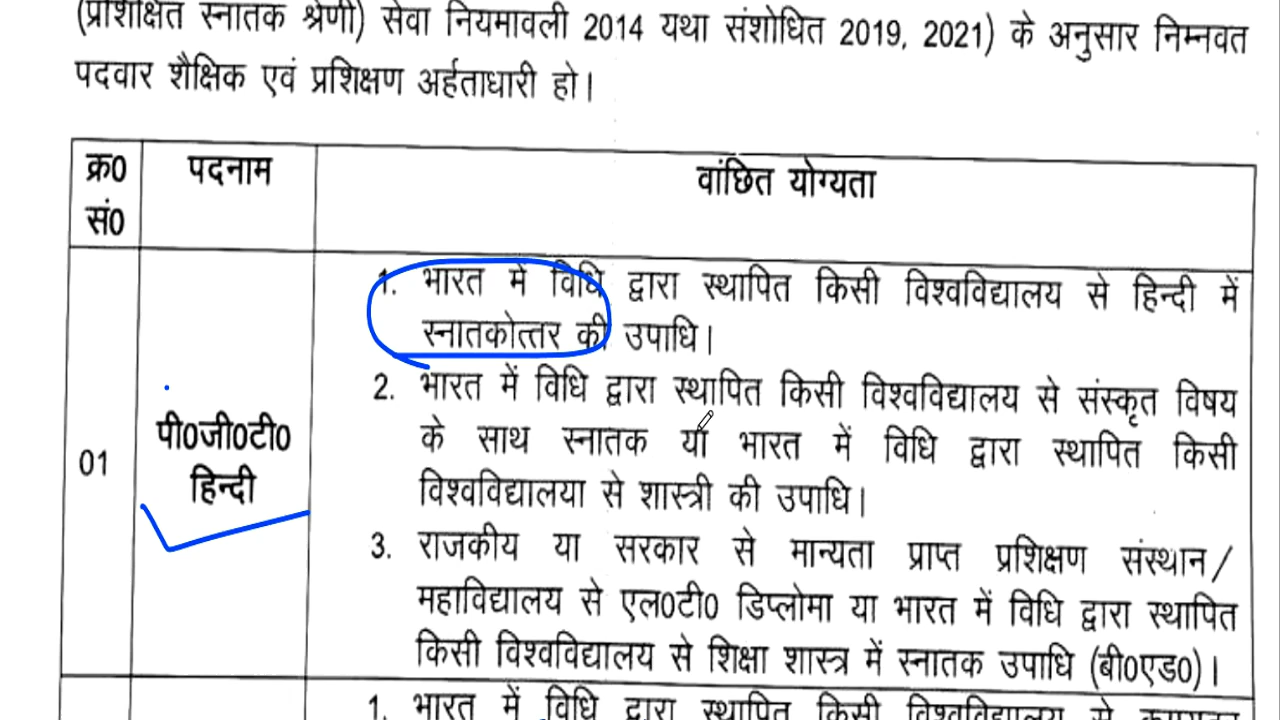 (प्रशिक्षित स्नातक श्रेणी) सेवा नियमावली 2014 यथा संशोधित 2019, 2021) के अनुसार निम्नवत
पदवार शैक्षिक एवं प्रशिक्षण अर्हताधारी हो।
क्र0 सं0
पदनाम
वांछित योग्यता
01
पी0जी0टी0
हिन्दी
1. भारत में विधि द्वारा स्थापित किसी विश्वविद्यालय से हिन्दी में
स्नातकोत्तर की उपाधि।
2. भारत में विधि द्वारा स्थापित किसी विश्वविद्यालय से संस्कृत विषय
के साथ स्नातक या भारत में विधि द्वारा स्थापित किसी
विश्वविद्यालया से शास्त्री की उपाधि।
3. राजकीय या सरकार से मान्यता प्राप्त प्रशिक्षण संस्थान/
महाविद्यालय से एल0टी0 डिप्लोमा या भारत में विधि द्वारा स्थापित
किसी विश्वविद्यालय से शिक्षा शास्त्र में स्नातक उपाधि (बी0एड0)।
1. भारत में विधि द्वारा स्थापित किसी विश्वविद्यालय से